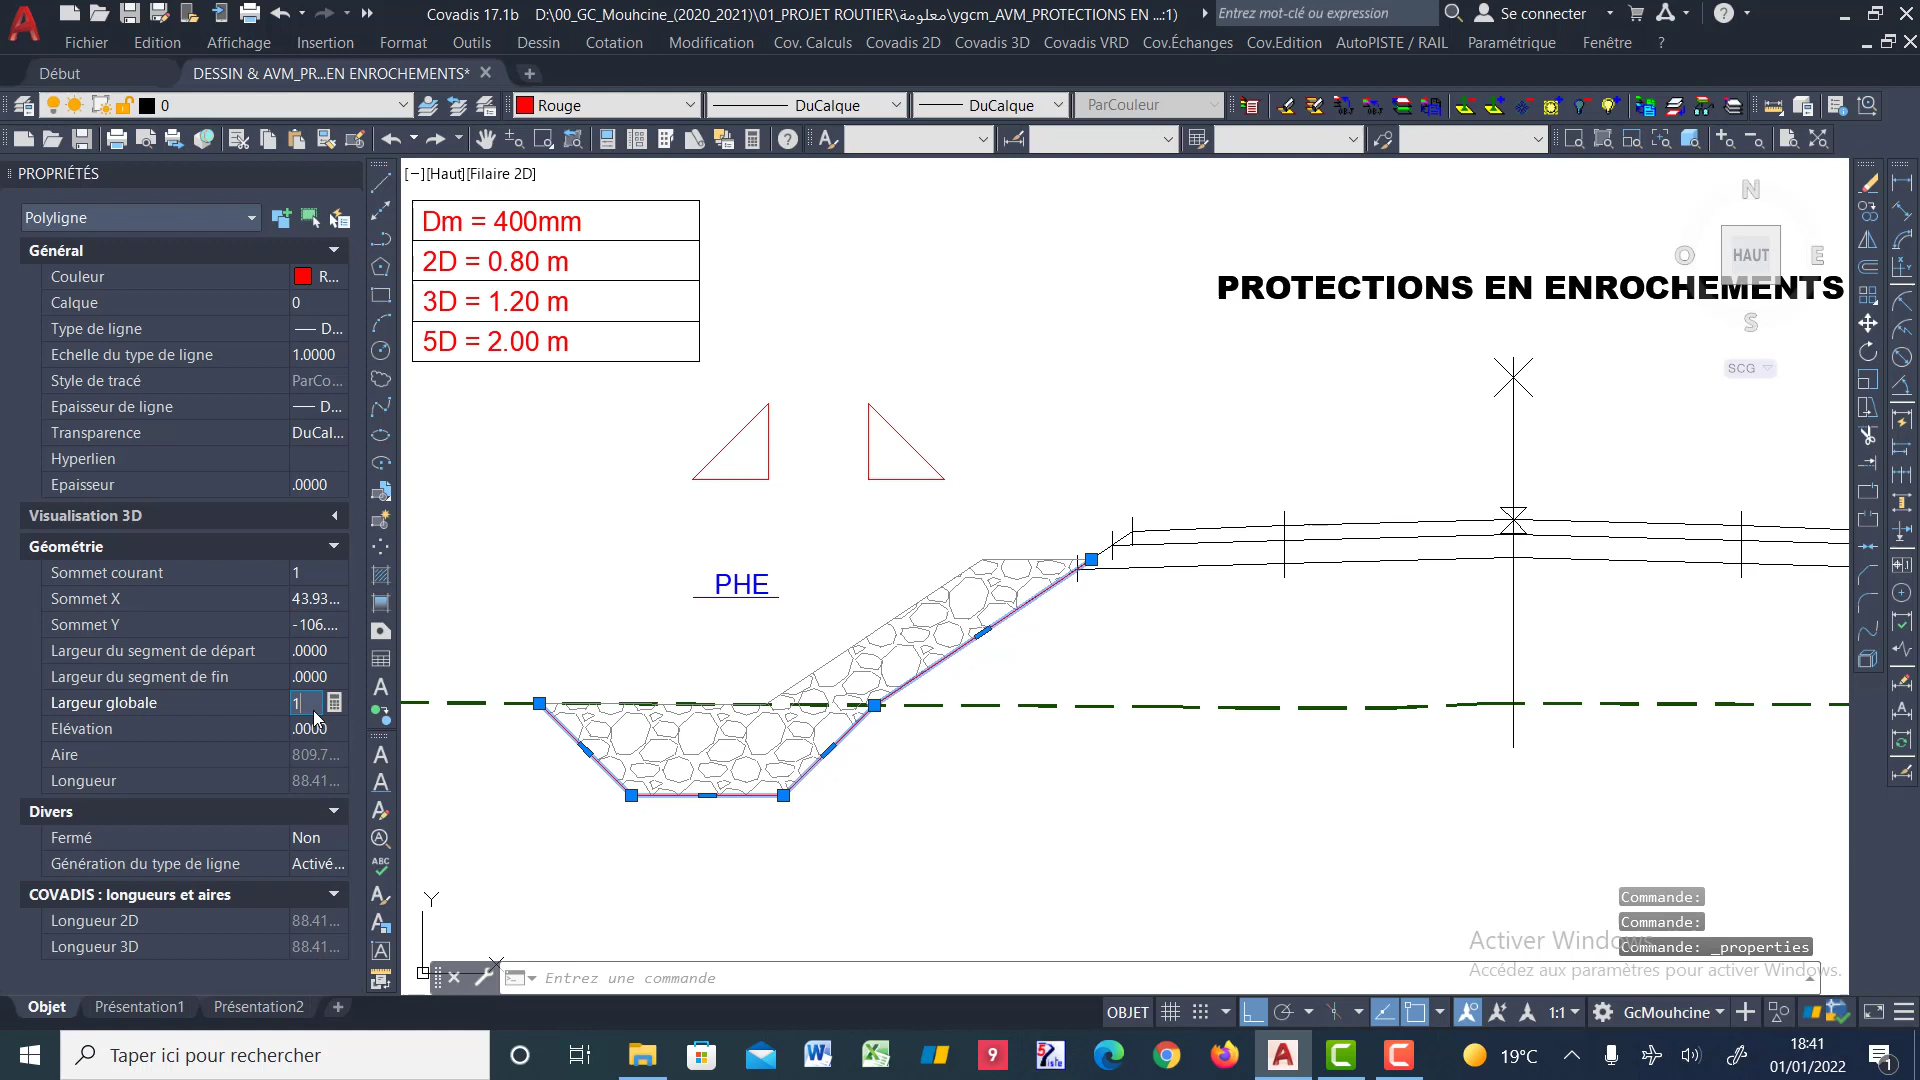 Covadis 17.1b D:\00_GC_Mouhcine_(2020_2021)\01_PROJET ROUTIER\معلومة\ygcm_AVM_PROTECTIONS EN ...:1)
Entrez mot-clé ou expression
Se connecter
Fichier Edition Affichage Insertion Format Outils Dessin Cotation Modification Cov. Calculs Covadis 2D Covadis 3D Covadis VRD Cov.Échanges Cov.Edition AutoPISTE / RAIL Paramétrique Fenêtre ?
Début
DESSIN & AVM_PR...EN ENROCHEMENTS*
0
Rouge
DuCalque
DuCalque
ParCouleur
PROPRIÉTÉS
Polyligne
Général
Couleur R...
Calque 0
Type de ligne D...
Echelle du type de ligne 1.0000
Style de tracé ParCo...
Epaisseur de ligne D...
Transparence DuCal...
Hyperlien
Epaisseur .0000
Visualisation 3D
Géométrie
Sommet courant 1
Sommet X 43.93...
Sommet Y -106....
Largeur du segment de départ .0000
Largeur du segment de fin .0000
Largeur globale 1
Elévation .0000
Aire 809.7...
Longueur 88.41...
Divers
Fermé Non
Génération du type de ligne Activé...
COVADIS : longueurs et aires
Longueur 2D 88.41...
Longueur 3D 88.41...
[−][Haut][Filaire 2D]
Dm = 400mm
2D = 0.80 m
3D = 1.20 m
5D = 2.00 m
PROTECTIONS EN ENROCHEMENTS
N
O HAUT E
S
SCG
PHE
Y
X
Commande:
Commande:
Commande: _properties
Activer Windows
Accédez aux paramètres pour activer Windows.
Entrez une commande
Objet Présentation1 Présentation2 +
OBJET
1:1
GcMouhcine
Taper ici pour rechercher
19°C
18:41
01/01/2022
1